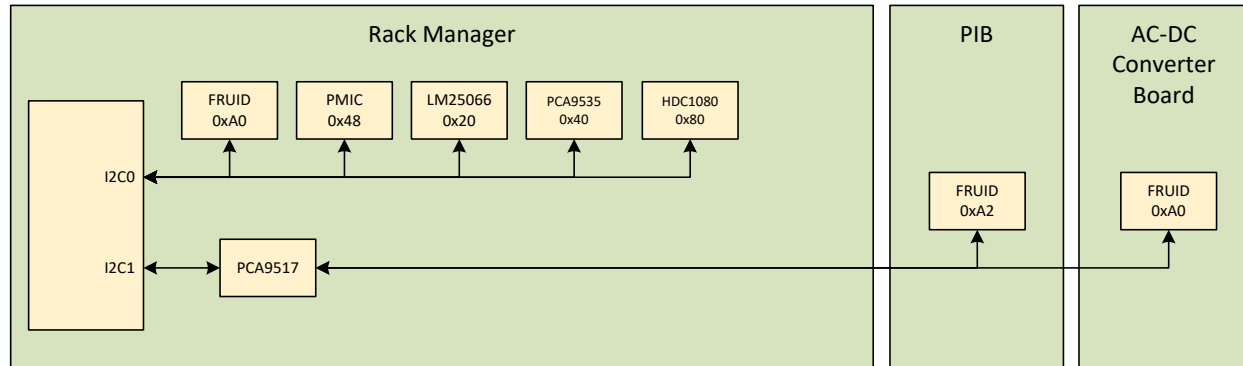 Rack Manager
PIB
AC-DC
Converter
Board
FRUID
0xA0
PMIC
0x48
LM25066
0x20
PCA9535
0x40
HDC1080
0x80
I2C0
FRUID
0xA2
FRUID
0xA0
I2C1
PCA9517